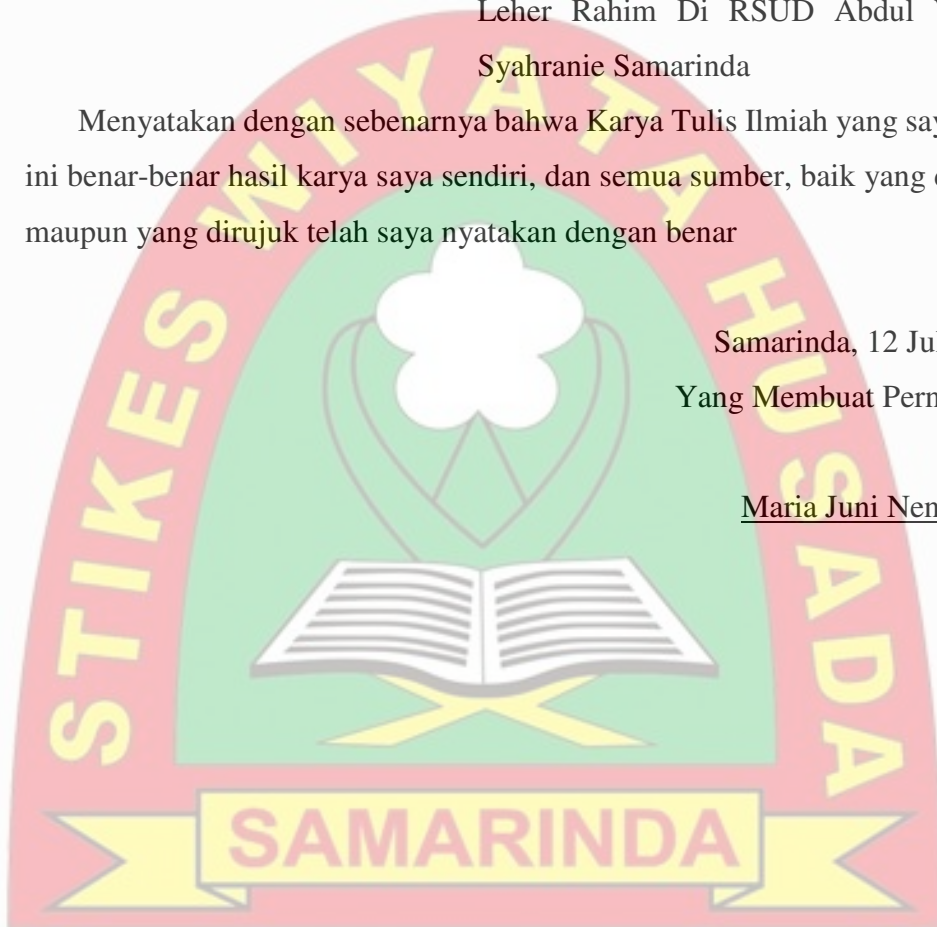 Leher Rahim Di RSUD Abdul
Syahranie Samarinda
Menyatakan dengan sebenarnya bahwa Karya Tulis Ilmiah yang
ini benar-benar hasil karya saya sendiri, dan semua sumber, baik yang
maupun yang dirujuk telah saya nyatakan dengan benar
Samarinda, 12
Yang Membuat
Maria Juni
STIKES WIYATA HUSADA
SAMARINDA